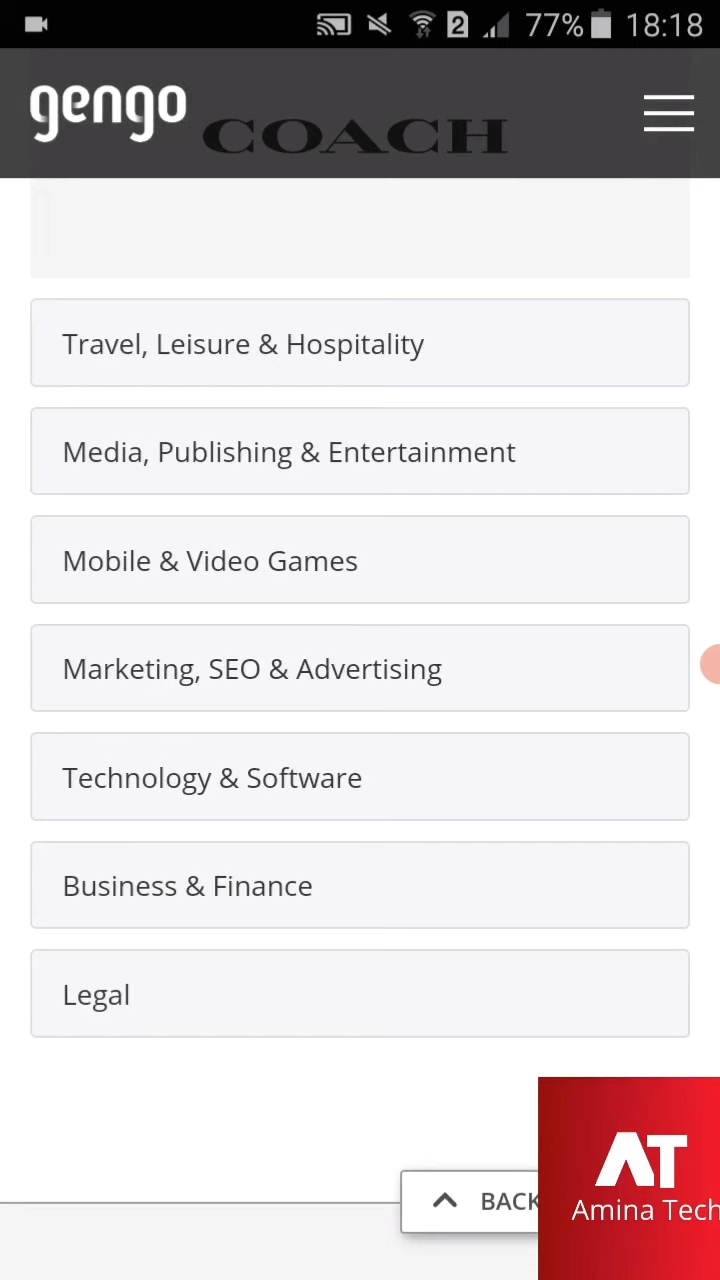 2 77% 18:18
gengo
COACH
Travel, Leisure & Hospitality
Media, Publishing & Entertainment
Mobile & Video Games
Marketing, SEO & Advertising
Technology & Software
Business & Finance
Legal
BACK
AT
Amina Tech